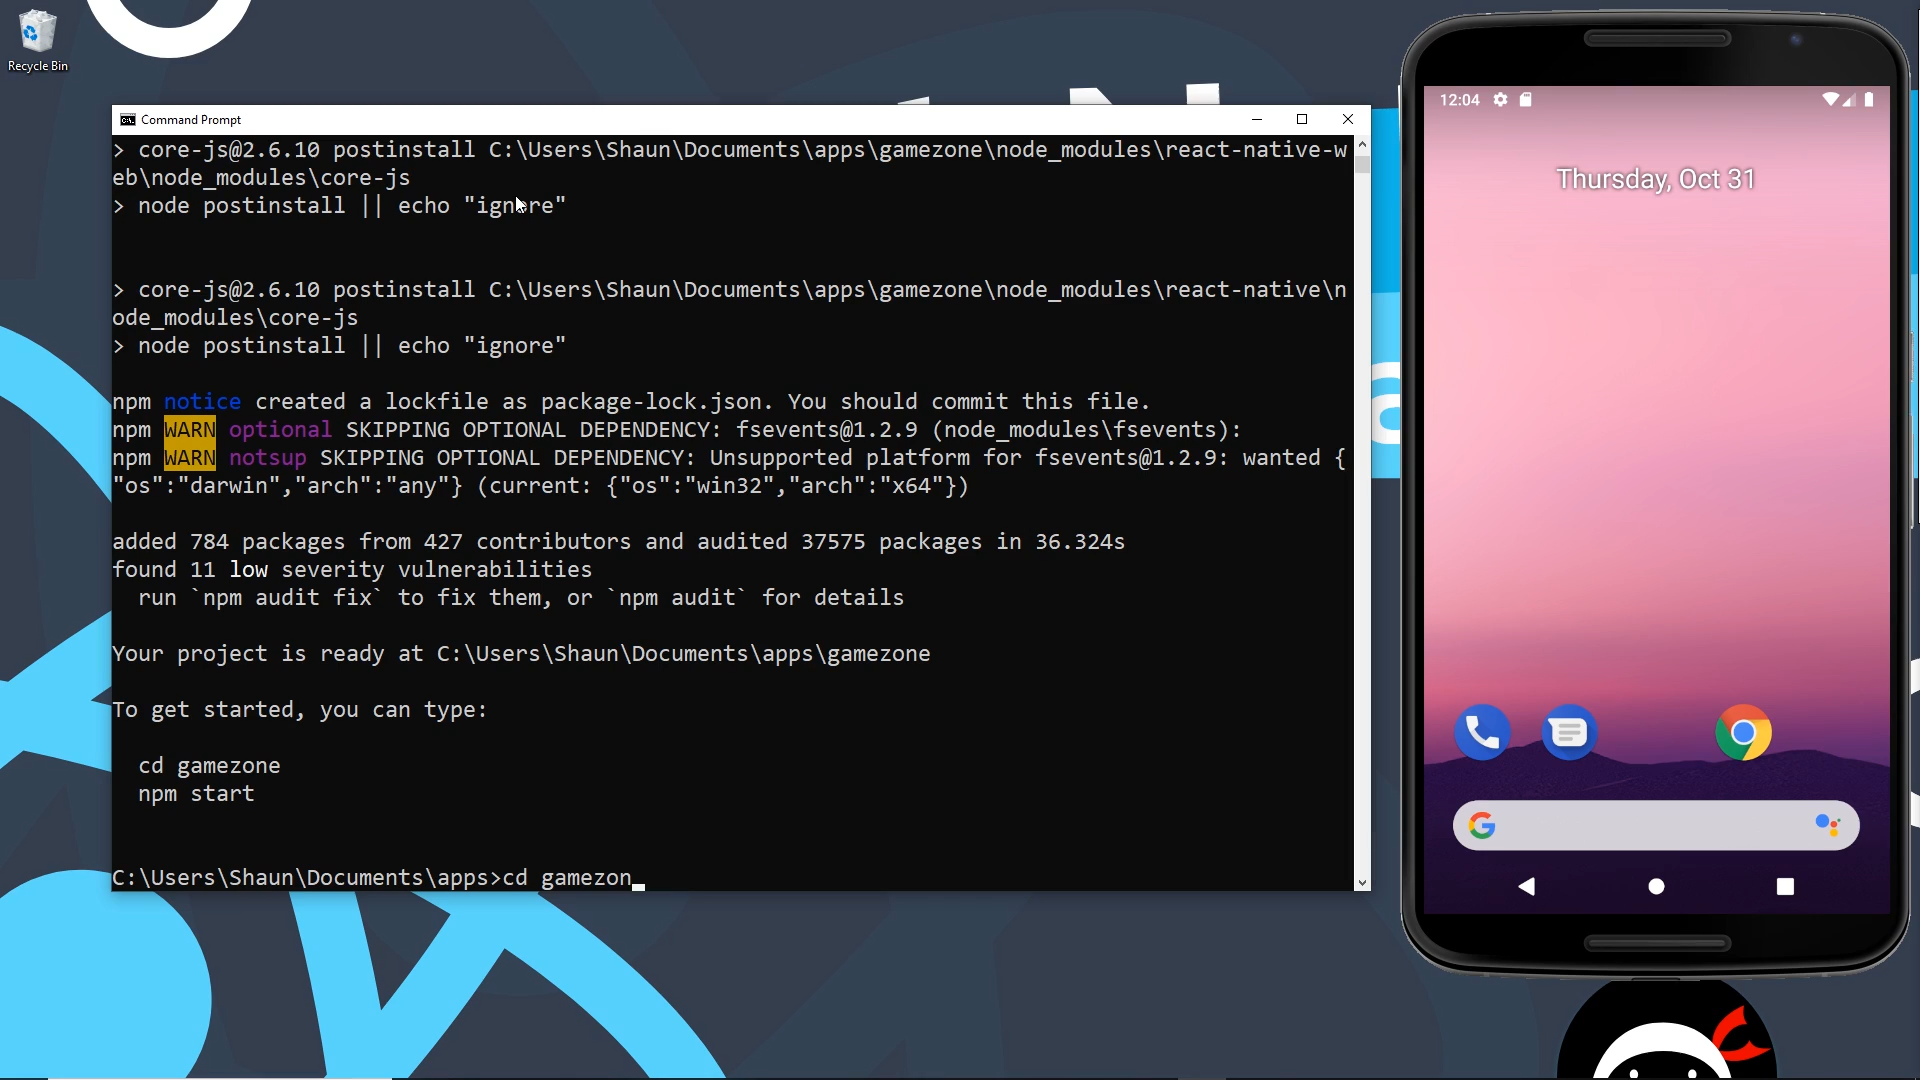 Recycle Bin
Command Prompt
> core-js@2.6.10 postinstall C:\Users\Shaun\Documents\apps\gamezone\node_modules\react-native-w
eb\node_modules\core-js
> node postinstall || echo "ignore"
> core-js@2.6.10 postinstall C:\Users\Shaun\Documents\apps\gamezone\node_modules\react-native\n
ode_modules\core-js
> node postinstall || echo "ignore"
npm notice created a lockfile as package-lock.json. You should commit this file.
npm WARN optional SKIPPING OPTIONAL DEPENDENCY: fsevents@1.2.9 (node_modules\fsevents):
npm WARN notsup SKIPPING OPTIONAL DEPENDENCY: Unsupported platform for fsevents@1.2.9: wanted {
"os":"darwin","arch":"any"} (current: {"os":"win32","arch":"x64"})
added 784 packages from 427 contributors and audited 37575 packages in 36.324s
found 11 low severity vulnerabilities
run `npm audit fix` to fix them, or `npm audit` for details
Your project is ready at C:\Users\Shaun\Documents\apps\gamezone
To get started, you can type:
cd gamezone
npm start
C:\Users\Shaun\Documents\apps>cd gamezon
12:04
Thursday, Oct 31